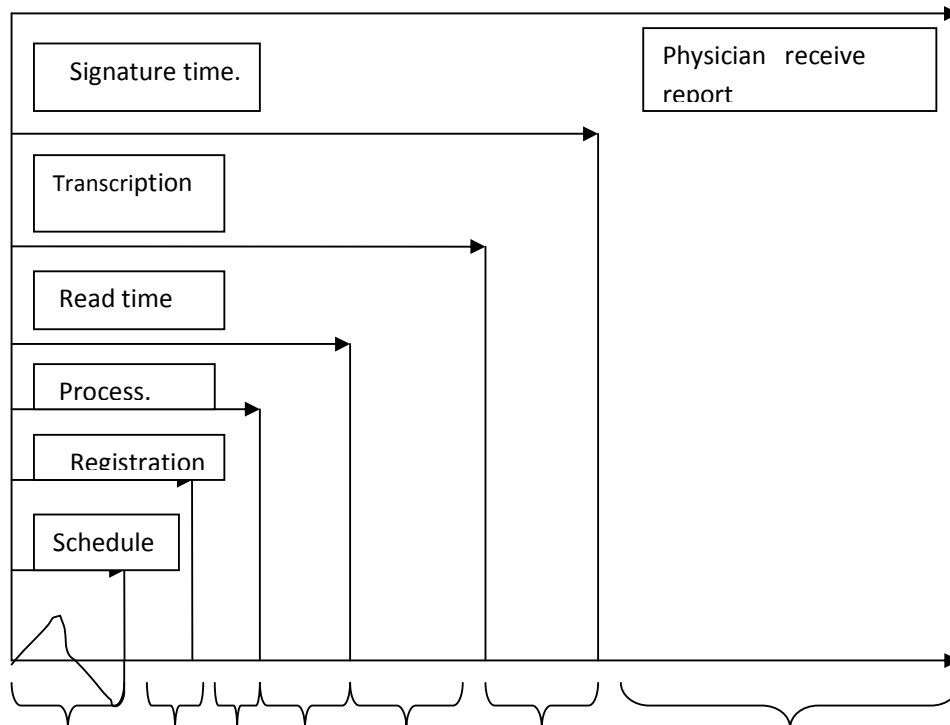 Signature time.
Physician receive
report
Transcription
Read time
Process.
Registration
Schedule